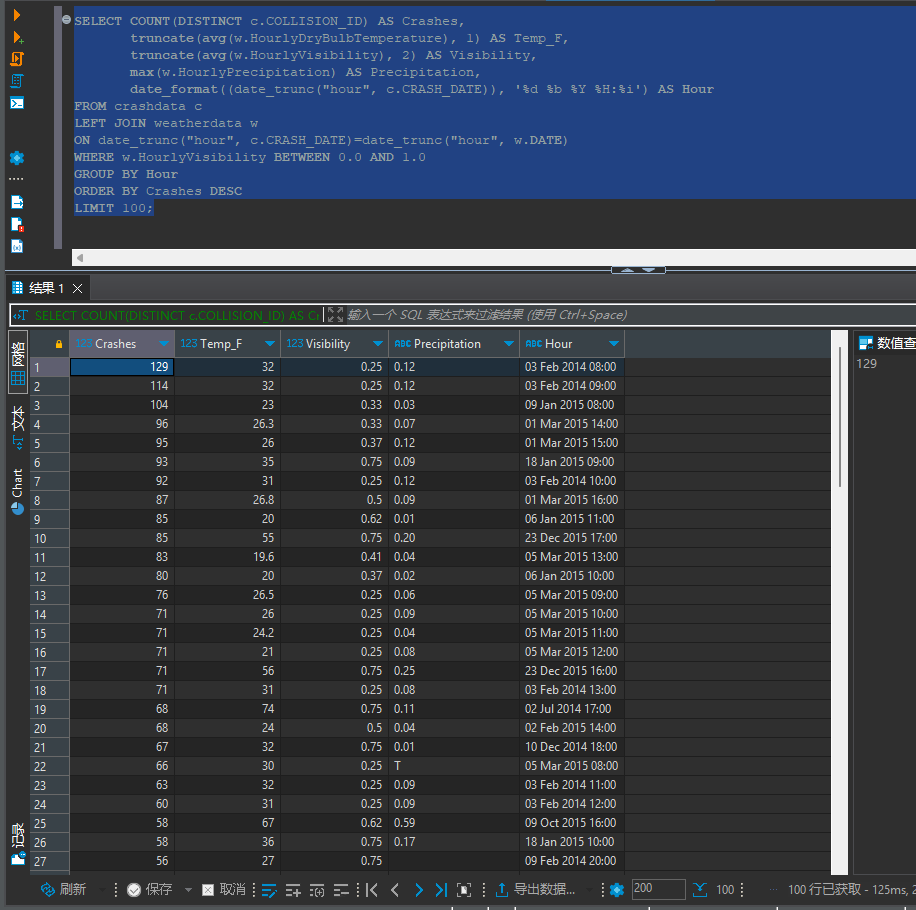 SELECT COUNT(DISTINCT c.COLLISION_ID) AS Crashes,
truncate(avg(w.HourlyDryBulbTemperature), 1) AS Temp_F,
truncate(avg(w.HourlyVisibility), 2) AS Visibility,
max(w.HourlyPrecipitation) AS Precipitation,
date_format((date_trunc("hour", c.CRASH_DATE)), '%d %b %Y %H:%i') AS Hour
FROM crashdata c
LEFT JOIN weatherdata w
ON date_trunc("hour", c.CRASH_DATE)=date_trunc("hour", w.DATE)
WHERE w.HourlyVisibility BETWEEN 0.0 AND 1.0
GROUP BY Hour
ORDER BY Crashes DESC
LIMIT 100;
结果 1
SELECT COUNT(DISTINCT c.COLLISION_ID) AS Cr 输入一个 SQL 表达式来过滤结果 (使用 Ctrl+Space)
网格
文本
Chart
记录
123 Crashes 123 Temp_F 123 Visibility ABC Precipitation ABC Hour
1 129 32 0.25 0.12 03 Feb 2014 08:00
2 114 32 0.25 0.12 03 Feb 2014 09:00
3 104 23 0.33 0.03 09 Jan 2015 08:00
4 96 26.3 0.33 0.07 01 Mar 2015 14:00
5 95 26 0.37 0.12 01 Mar 2015 15:00
6 93 35 0.75 0.09 18 Jan 2015 09:00
7 92 31 0.25 0.12 03 Feb 2014 10:00
8 87 26.8 0.5 0.09 01 Mar 2015 16:00
9 85 20 0.62 0.01 06 Jan 2015 11:00
10 85 55 0.75 0.20 23 Dec 2015 17:00
11 83 19.6 0.41 0.04 05 Mar 2015 13:00
12 80 20 0.37 0.02 06 Jan 2015 10:00
13 76 26.5 0.25 0.06 05 Mar 2015 09:00
14 71 26 0.25 0.09 05 Mar 2015 10:00
15 71 24.2 0.25 0.04 05 Mar 2015 11:00
16 71 21 0.25 0.08 05 Mar 2015 12:00
17 71 56 0.75 0.25 23 Dec 2015 16:00
18 71 31 0.25 0.08 03 Feb 2014 13:00
19 68 74 0.75 0.11 02 Jul 2014 17:00
20 68 24 0.5 0.04 02 Feb 2015 14:00
21 67 32 0.75 0.01 10 Dec 2014 18:00
22 66 30 0.25 T 05 Mar 2015 08:00
23 63 32 0.25 0.09 03 Feb 2014 11:00
24 60 31 0.25 0.09 03 Feb 2014 12:00
25 58 67 0.62 0.59 09 Oct 2015 16:00
26 58 36 0.75 0.17 18 Jan 2015 10:00
27 56 27 0.75 09 Feb 2014 20:00
数值查
129
刷新 保存 取消 导出数据... 200 100 100 行已获取 - 125ms, 2